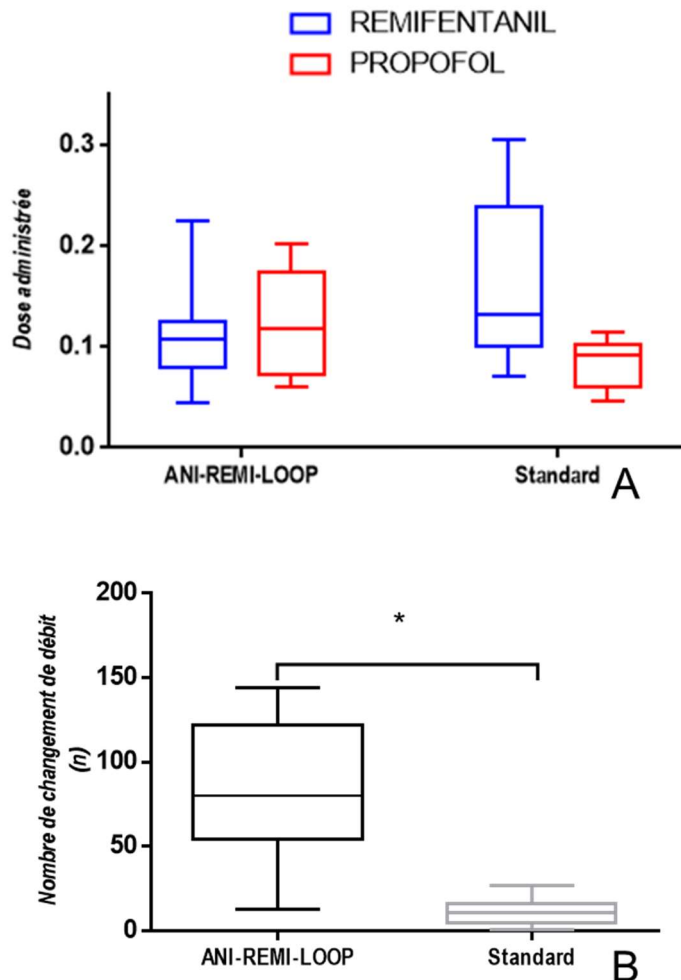 REMIFENTANIL
PROPOFOL
Dose administrée
0.3
0.2
0.1
0.0
ANI-REMI-LOOP Standard A
Nombre de changement de débit
(n)
200
150
100
50
0
*
ANI-REMI-LOOP Standard B